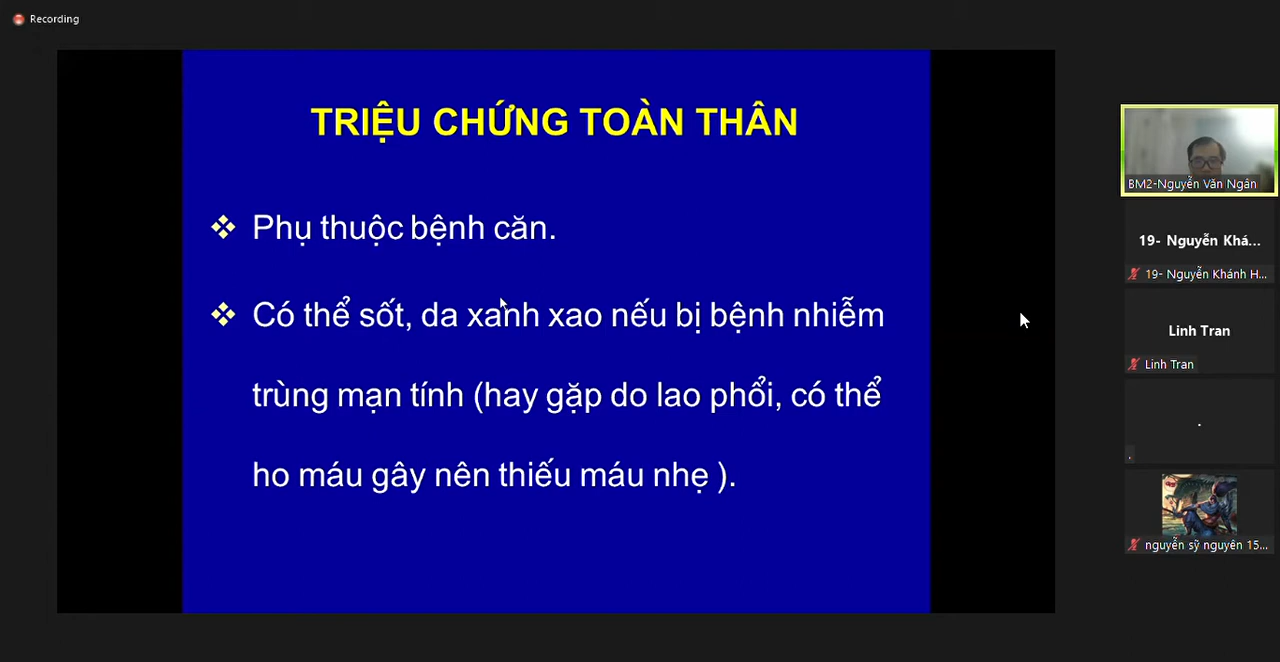 Recording
TRIỆU CHỨNG TOÀN THÂN
Phụ thuộc bệnh căn.
Có thể sốt, da xanh xao nếu bị bệnh nhiễm
trùng mạn tính (hay gặp do lao phổi, có thể
ho máu gây nên thiếu máu nhẹ ).
BM2-Nguyễn Văn Ngân
19- Nguyễn Khá...
19- Nguyễn Khánh H...
Linh Tran
Linh Tran
.
.
nguyễn sỹ nguyên 15...